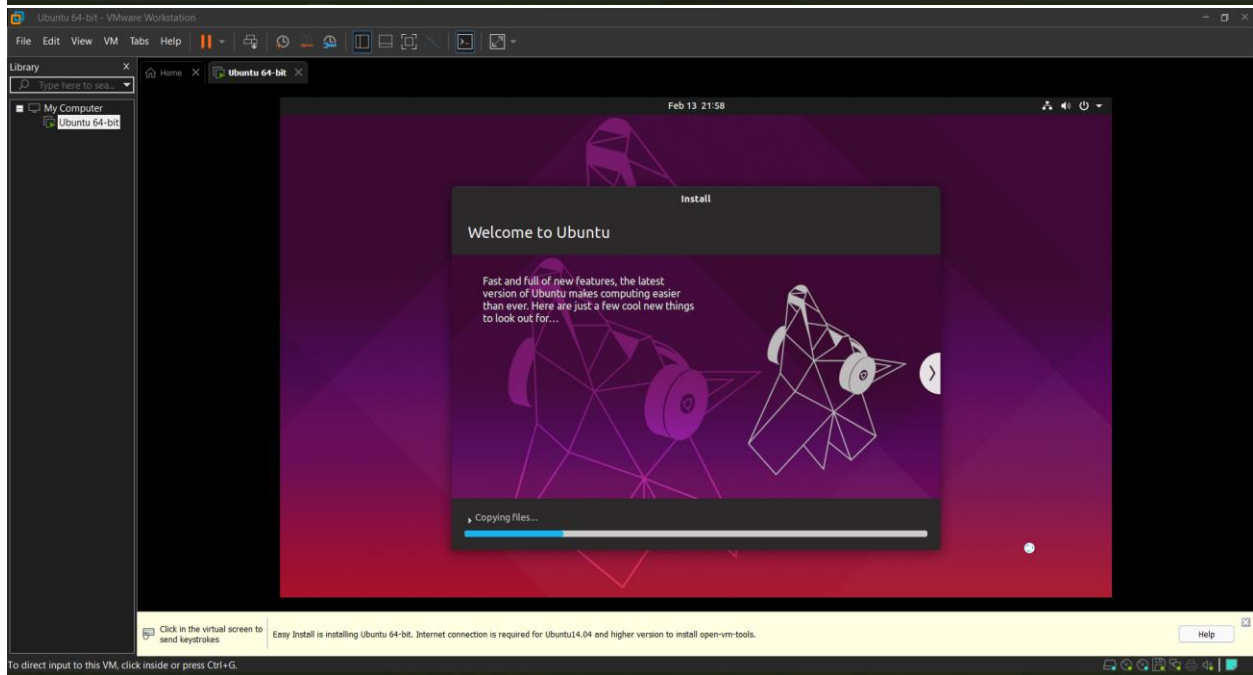 Ubuntu 64-bit - VMware Workstation
File Edit View VM Tabs Help
Library X
Type here to sea...
Home X Ubuntu 64-bit X
My Computer
Ubuntu 64-bit
Feb 13 21:58
Install
Welcome to Ubuntu
Fast and full of new features, the latest
version of Ubuntu makes computing easier
than ever. Here are just a few cool new things
to look out for...
Copying files...
Click in the virtual screen to
send keystrokes
Easy Install is installing Ubuntu 64-bit. Internet connection is required for Ubuntu14.04 and higher version to install open-vm-tools.
Help
To direct input to this VM, click inside or press Ctrl+G.